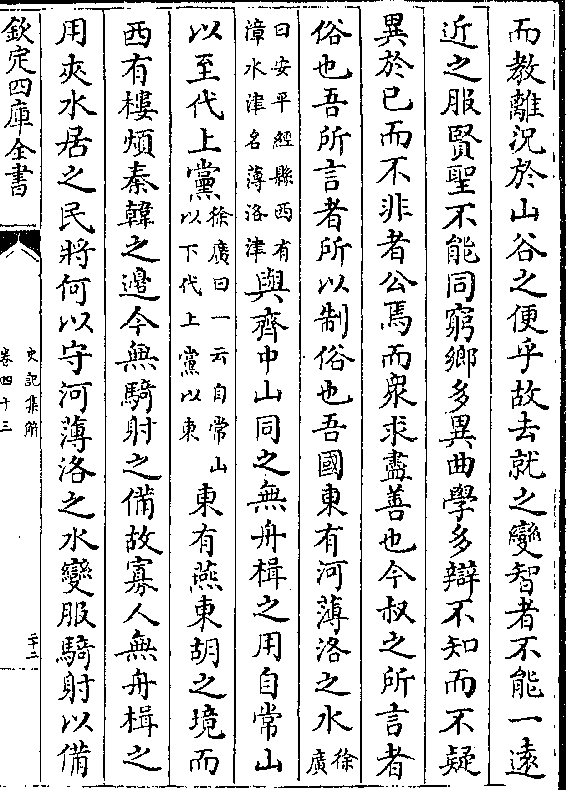 而教離況於山谷之便乎故去就之變智者不能一遠
近之服賢聖不能同窮鄉多異曲學多辯不知而不疑
異於已而不非者公焉而衆求盡善也今叔之所言者
俗也吾所言者所以制俗也吾國東有河薄洛之水徐廣
曰安平經縣西有漳水津名薄洛津與齊中山同之無舟楫之用自常山
以至代上黨徐廣曰一云自常山以下代上黨以東東有燕東胡之境而
西有樓煩秦韓之邊今無騎射之備故寡人無舟楫之
用夾水居之民將何以守河薄洛之水變服騎射以備
欽定四庫全書
史記集解
卷四十三
二十二